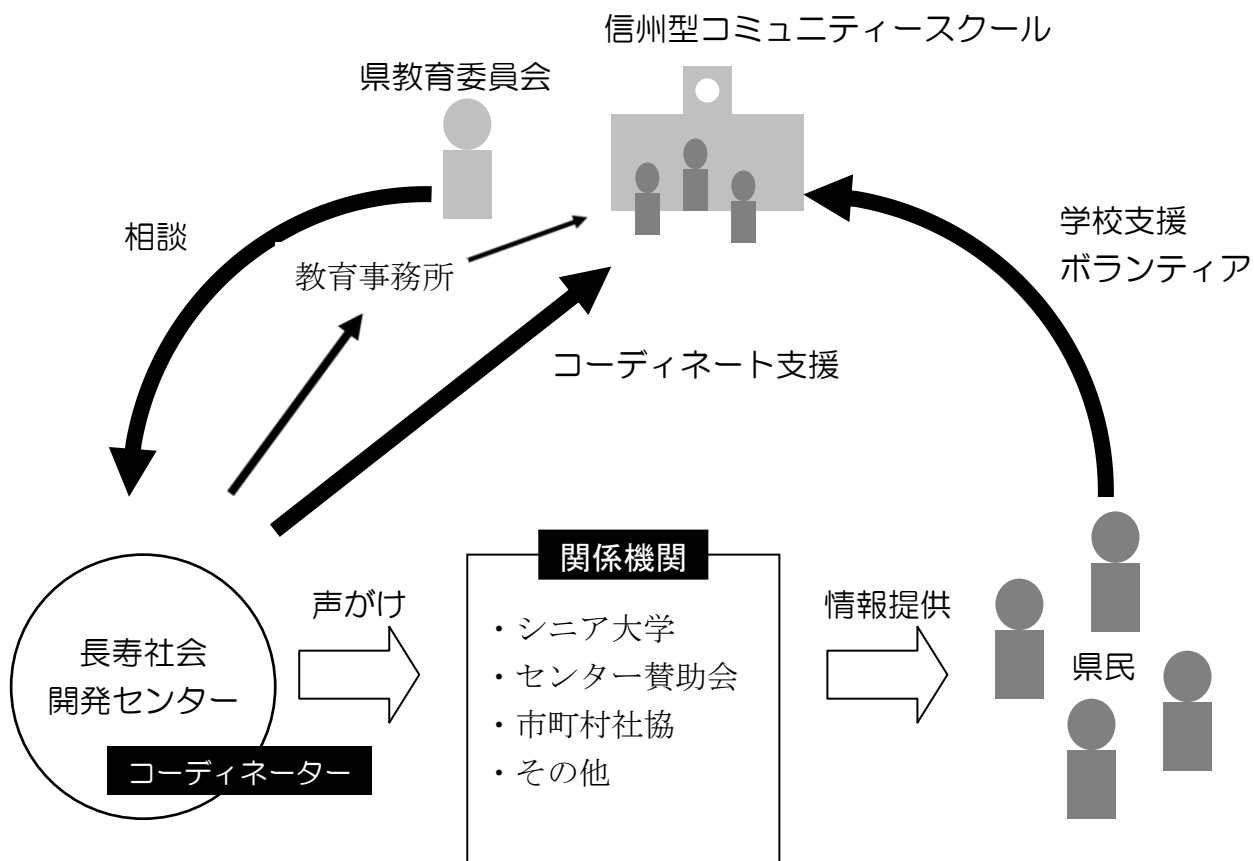 信州型コミュニティースクール
県教育委員会
相談
教育事務所
学校支援
ボランティア
コーディネート支援
関係機関
声がけ
・シニア大学
・センター賛助会
・市町村社協
・その他
情報提供
長寿社会
開発センター
県民
コーディネーター